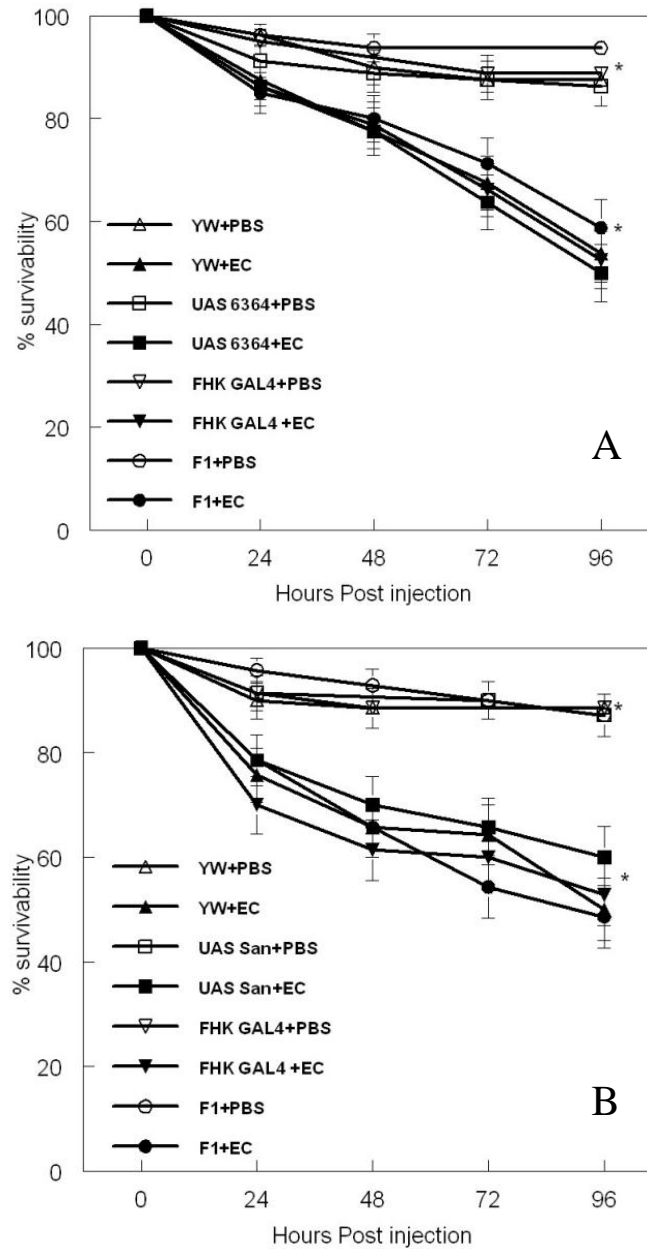 100
80
60
40
20
0
% survivability
*
*
YW+PBS
YW+EC
UAS 6364+PBS
UAS 6364+EC
FHK GAL4+PBS
FHK GAL4 +EC
F1+PBS
F1+EC
A
0 24 48 72 96
Hours Post injection
100
80
60
40
20
0
% survivability
*
*
YW+PBS
YW+EC
UAS San+PBS
UAS San+EC
FHK GAL4+PBS
FHK GAL4 +EC
F1+PBS
F1+EC
B
0 24 48 72 96
Hours Post injection